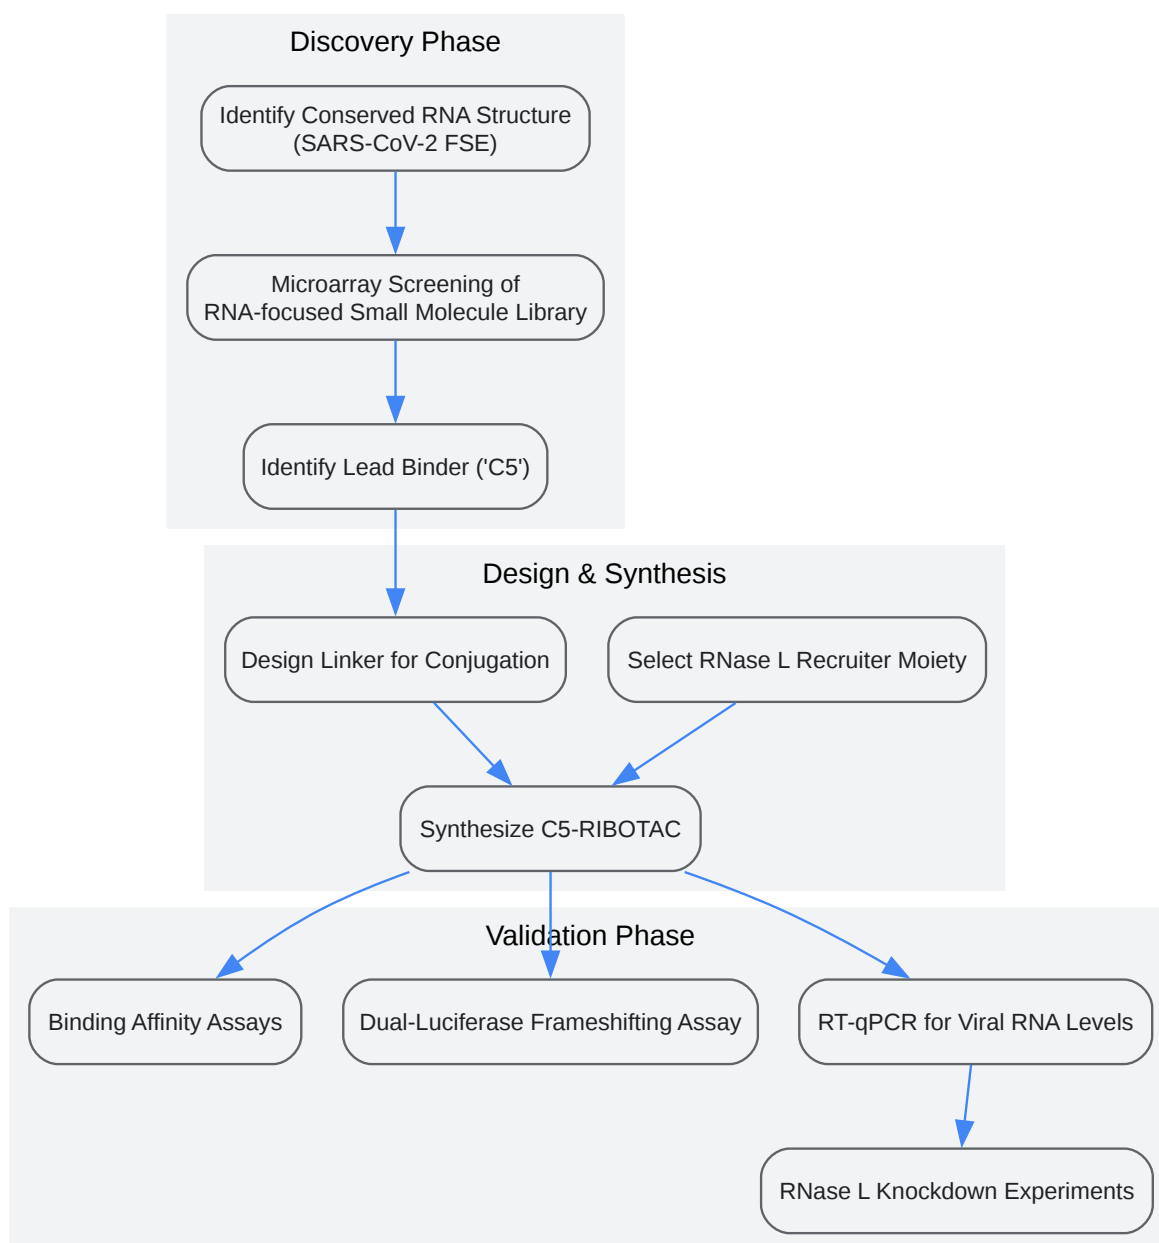 Discovery Phase
Identify Conserved RNA Structure
(SARS-CoV-2 FSE)
Microarray Screening of
RNA-focused Small Molecule Library
Identify Lead Binder ('C5')
Design & Synthesis
Design Linker for Conjugation
Select RNase L Recruiter Moiety
Synthesize C5-RIBOTAC
Validation Phase
Binding Affinity Assays
Dual-Luciferase Frameshifting Assay
RT-qPCR for Viral RNA Levels
RNase L Knockdown Experiments